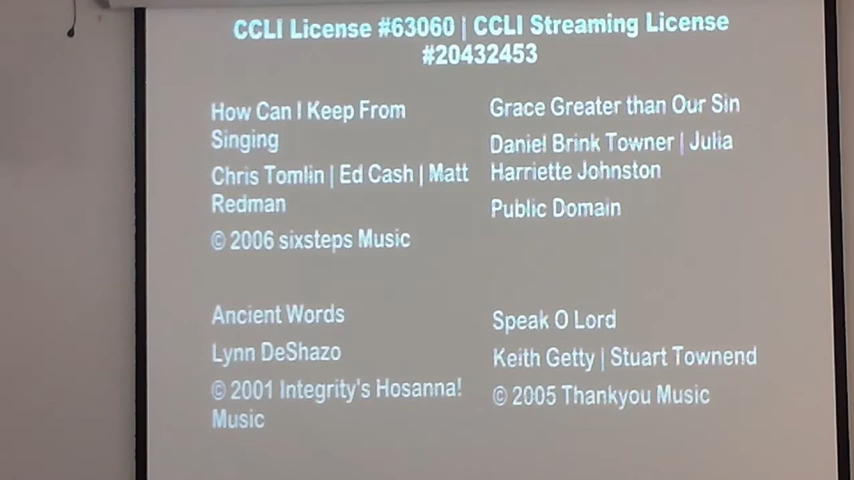 CCLI License #63060 | CCLI Streaming License
#20432453
How Can I Keep From
Singing
Chris Tomlin | Ed Cash | Matt
Redman
© 2006 sixsteps Music
Grace Greater than Our Sin
Daniel Brink Towner | Julia
Harriette Johnston
Public Domain
Ancient Words
Lynn DeShazo
© 2001 Integrity's Hosanna!
Music
Speak O Lord
Keith Getty | Stuart Townend
© 2005 Thankyou Music